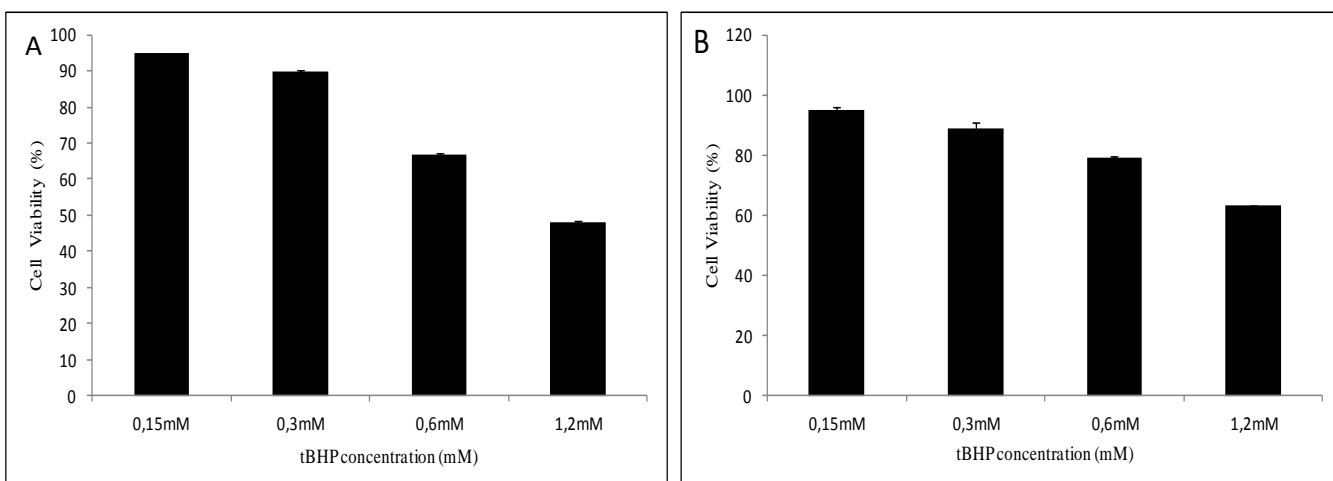 A
100
90
80
70
60
50
40
30
20
10
0
Cell Viability (%)
0,15mM 0,3mM 0,6mM 1,2mM
tBHP concentration (mM)
B
120
100
80
60
40
20
0
Cell Viability (%)
0,15mM 0,3mM 0,6mM 1,2mM
tBHP concentration (mM)